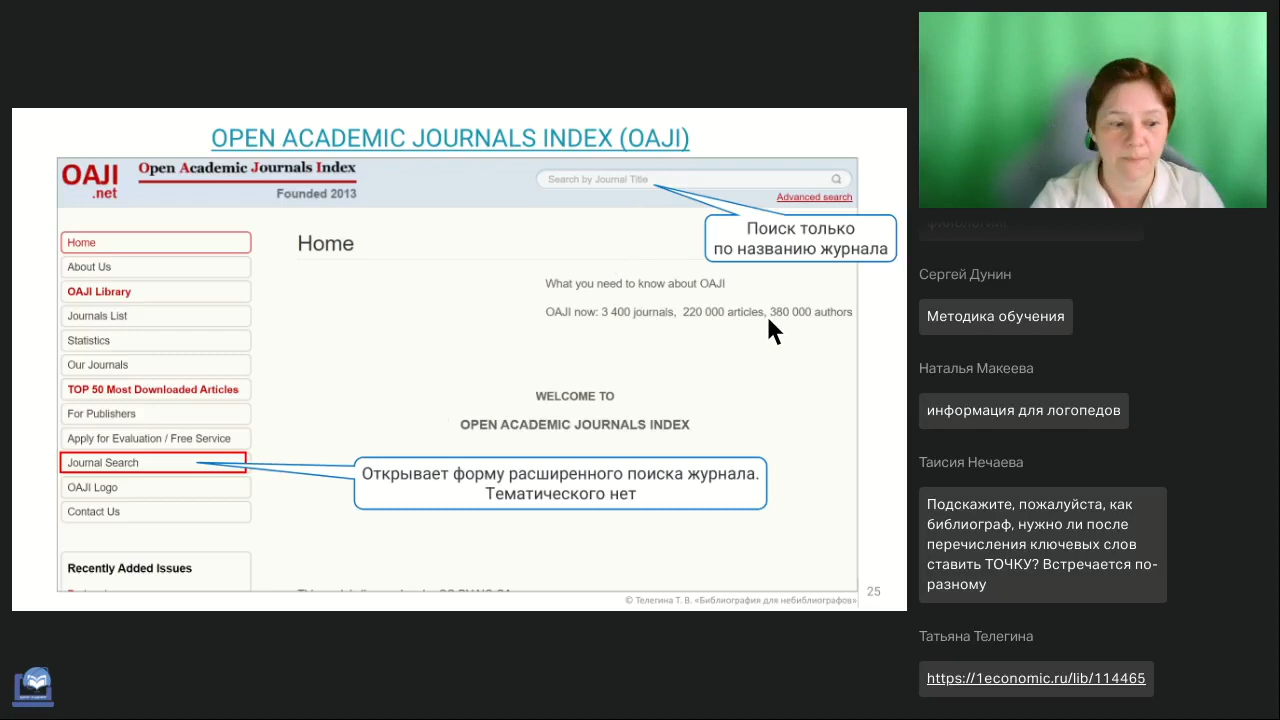 OPEN ACADEMIC JOURNALS INDEX (OAJI)
OAJI
.net
Open Academic Journals Index
Founded 2013
Search by Journal Title
Advanced search
Поиск только
по названию журнала
Home
About Us
OAJI Library
Journals List
Statistics
Our Journals
TOP 50 Most Downloaded Articles
For Publishers
Apply for Evaluation / Free Service
Journal Search
OAJI Logo
Contact Us
Recently Added Issues
Home
What you need to know about OAJI
OAJI now: 3 400 journals, 220 000 articles, 380 000 authors
WELCOME TO
OPEN ACADEMIC JOURNALS INDEX
Открывает форму расширенного поиска журнала.
Тематического нет
© Телегина Т. В. «Библиография для небиблиографов»
25
Сергей Дунин
Методика обучения
Наталья Макеева
информация для логопедов
Таисия Нечаева
Подскажите, пожалуйста, как
библиограф, нужно ли после
перечисления ключевых слов
ставить ТОЧКУ? Встречается по-
разному
Татьяна Телегина
https://1economic.ru/lib/114465